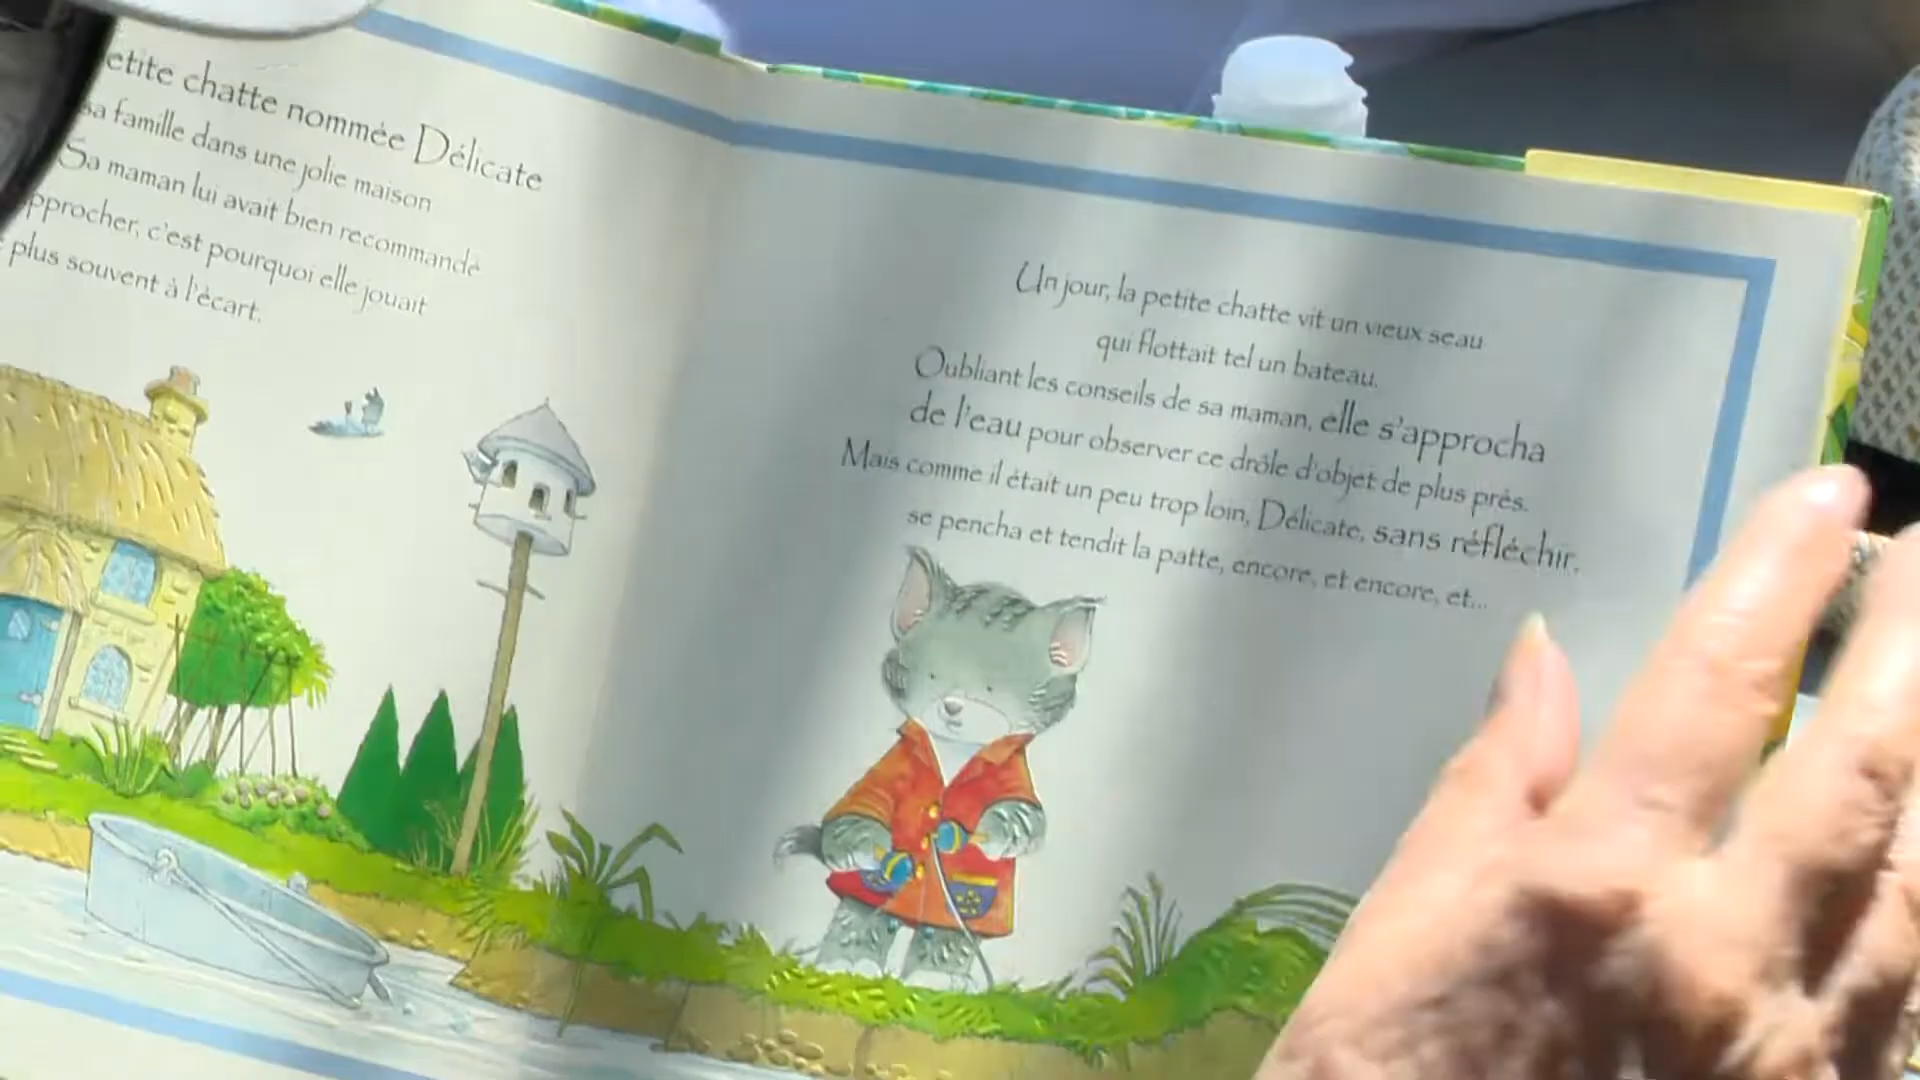 etite chatte nommée Délicate
sa famille dans une jolie maison
Sa maman lui avait bien recommandé
pprocher, c'est pourquoi elle jouait
plus souvent à l'écart.
Un jour, la petite chatte vit un vieux seau
qui flottait tel un bateau.
Oubliant les conseils de sa maman, elle s'approcha
de l'eau pour observer ce drôle d'objet de plus près.
Mais comme il était un peu trop loin, Délicate, sans réfléchir,
se pencha et tendit la patte, encore, et encore, et...